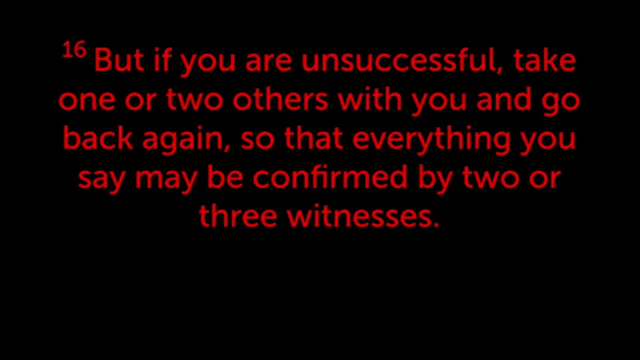 16 But if you are unsuccessful, take
one or two others with you and go
back again, so that everything you
say may be confirmed by two or
three witnesses.